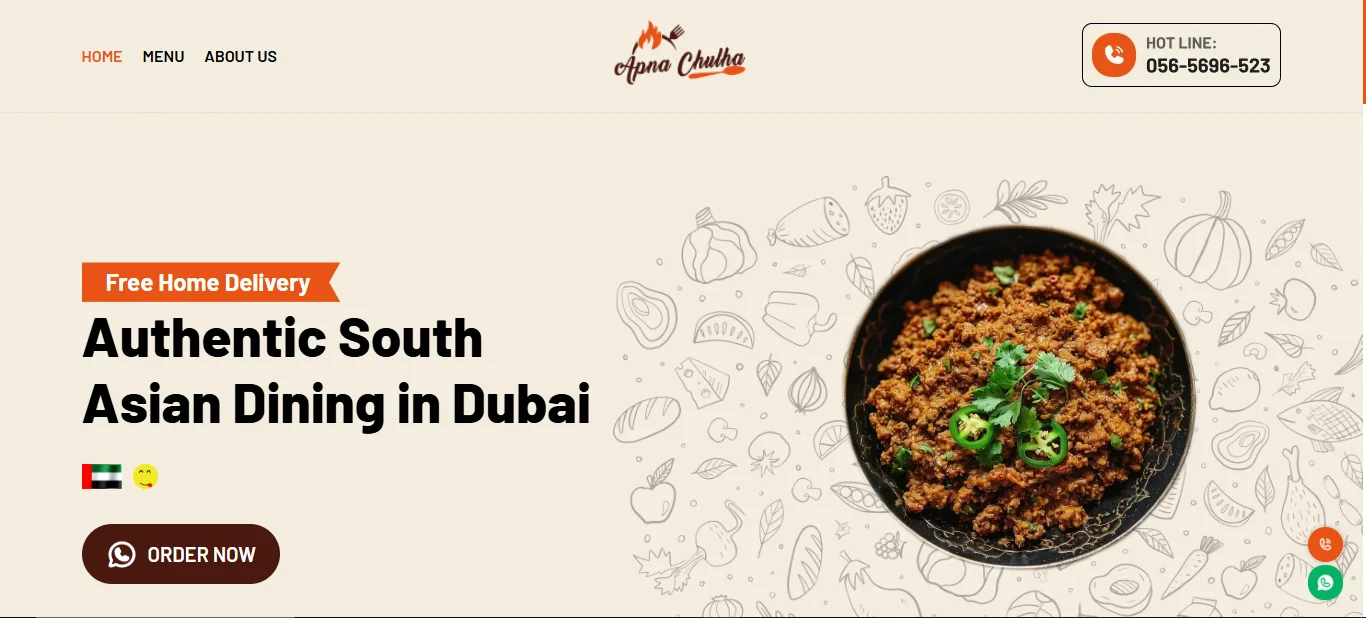 HOME MENU ABOUT US
Apna Chulha
HOT LINE:
056-5696-523
Free Home Delivery
Authentic South
Asian Dining in Dubai
ORDER NOW